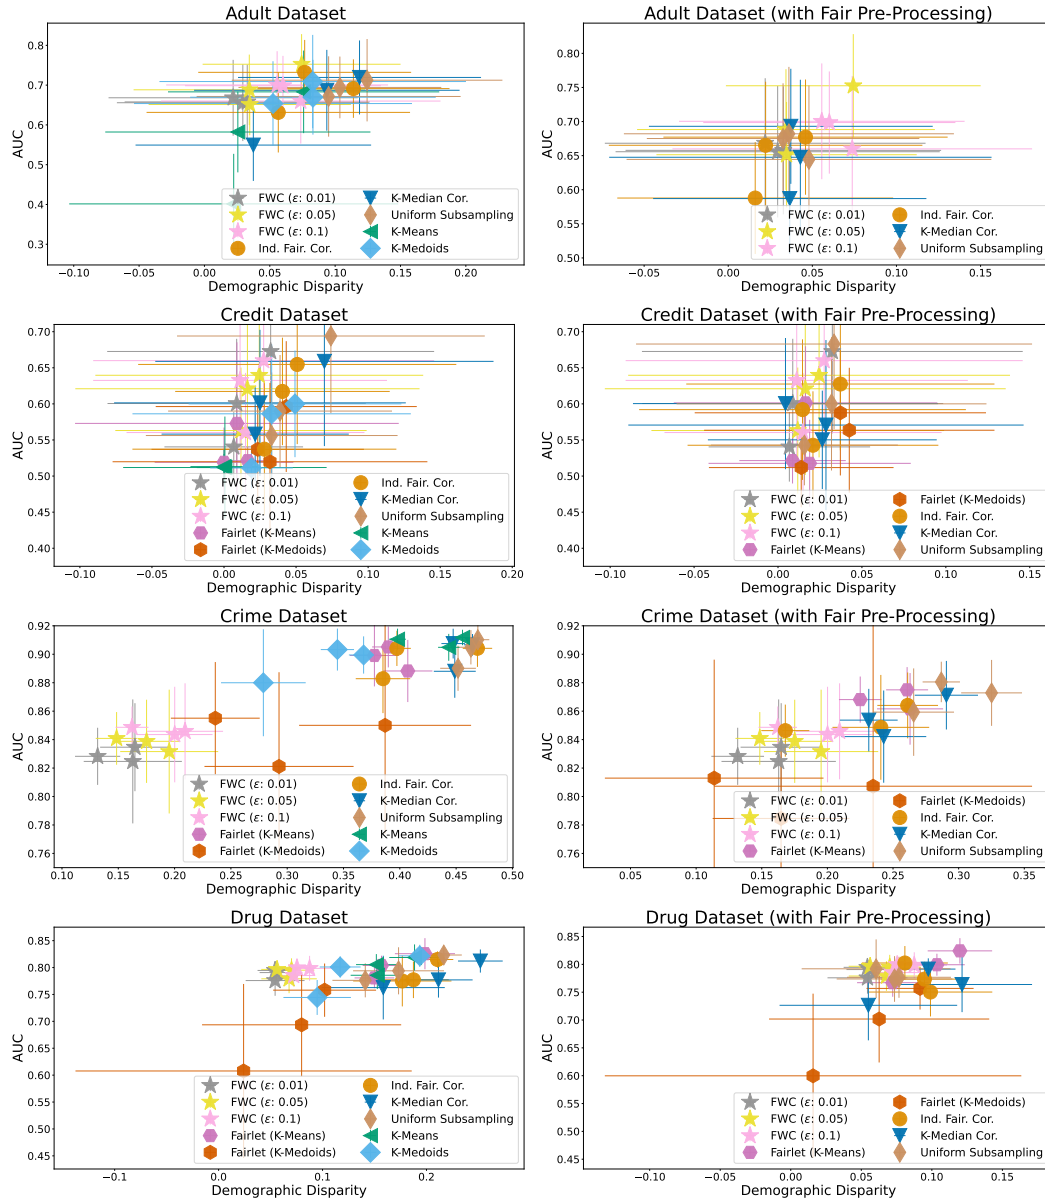 Adult Dataset
AUC
0.8
0.7
0.6
0.5
0.4
0.3
FWC (ε: 0.01)
FWC (ε: 0.05)
FWC (ε: 0.1)
Ind. Fair. Cor.
K-Median Cor.
Uniform Subsampling
K-Means
K-Medoids
−0.10
−0.05
0.00
0.05
0.10
0.15
0.20
Demographic Disparity
Adult Dataset (with Fair Pre-Processing)
AUC
0.80
0.75
0.70
0.65
0.60
0.55
0.50
FWC (ε: 0.01)
FWC (ε: 0.05)
FWC (ε: 0.1)
Ind. Fair. Cor.
K-Median Cor.
Uniform Subsampling
−0.05
0.00
0.05
0.10
0.15
Demographic Disparity
Credit Dataset
AUC
0.70
0.65
0.60
0.55
0.50
0.45
0.40
FWC (ε: 0.01)
FWC (ε: 0.05)
FWC (ε: 0.1)
Fairlet (K-Means)
Fairlet (K-Medoids)
Ind. Fair. Cor.
K-Median Cor.
Uniform Subsampling
K-Means
K-Medoids
−0.10
−0.05
0.00
0.05
0.10
0.15
0.20
Demographic Disparity
Credit Dataset (with Fair Pre-Processing)
AUC
0.70
0.65
0.60
0.55
0.50
0.45
0.40
FWC (ε: 0.01)
FWC (ε: 0.05)
FWC (ε: 0.1)
Fairlet (K-Means)
Fairlet (K-Medoids)
Ind. Fair. Cor.
K-Median Cor.
Uniform Subsampling
−0.10
−0.05
0.00
0.05
0.10
0.15
Demographic Disparity
Crime Dataset
AUC
0.92
0.90
0.88
0.86
0.84
0.82
0.80
0.78
0.76
FWC (ε: 0.01)
FWC (ε: 0.05)
FWC (ε: 0.1)
Fairlet (K-Means)
Fairlet (K-Medoids)
Ind. Fair. Cor.
K-Median Cor.
Uniform Subsampling
K-Means
K-Medoids
0.10
0.15
0.20
0.25
0.30
0.35
0.40
0.45
0.50
Demographic Disparity
Crime Dataset (with Fair Pre-Processing)
AUC
0.92
0.90
0.88
0.86
0.84
0.82
0.80
0.78
0.76
FWC (ε: 0.01)
FWC (ε: 0.05)
FWC (ε: 0.1)
Fairlet (K-Means)
Fairlet (K-Medoids)
Ind. Fair. Cor.
K-Median Cor.
Uniform Subsampling
0.05
0.10
0.15
0.20
0.25
0.30
0.35
Demographic Disparity
Drug Dataset
AUC
0.85
0.80
0.75
0.70
0.65
0.60
0.55
0.50
0.45
FWC (ε: 0.01)
FWC (ε: 0.05)
FWC (ε: 0.1)
Fairlet (K-Means)
Fairlet (K-Medoids)
Ind. Fair. Cor.
K-Median Cor.
Uniform Subsampling
K-Means
K-Medoids
−0.1
0.0
0.1
0.2
Demographic Disparity
Drug Dataset (with Fair Pre-Processing)
AUC
0.85
0.80
0.75
0.70
0.65
0.60
0.55
0.50
0.45
FWC (ε: 0.01)
FWC (ε: 0.05)
FWC (ε: 0.1)
Fairlet (K-Means)
Fairlet (K-Medoids)
Ind. Fair. Cor.
K-Median Cor.
Uniform Subsampling
−0.10
−0.05
0.00
0.05
0.10
0.15
Demographic Disparity